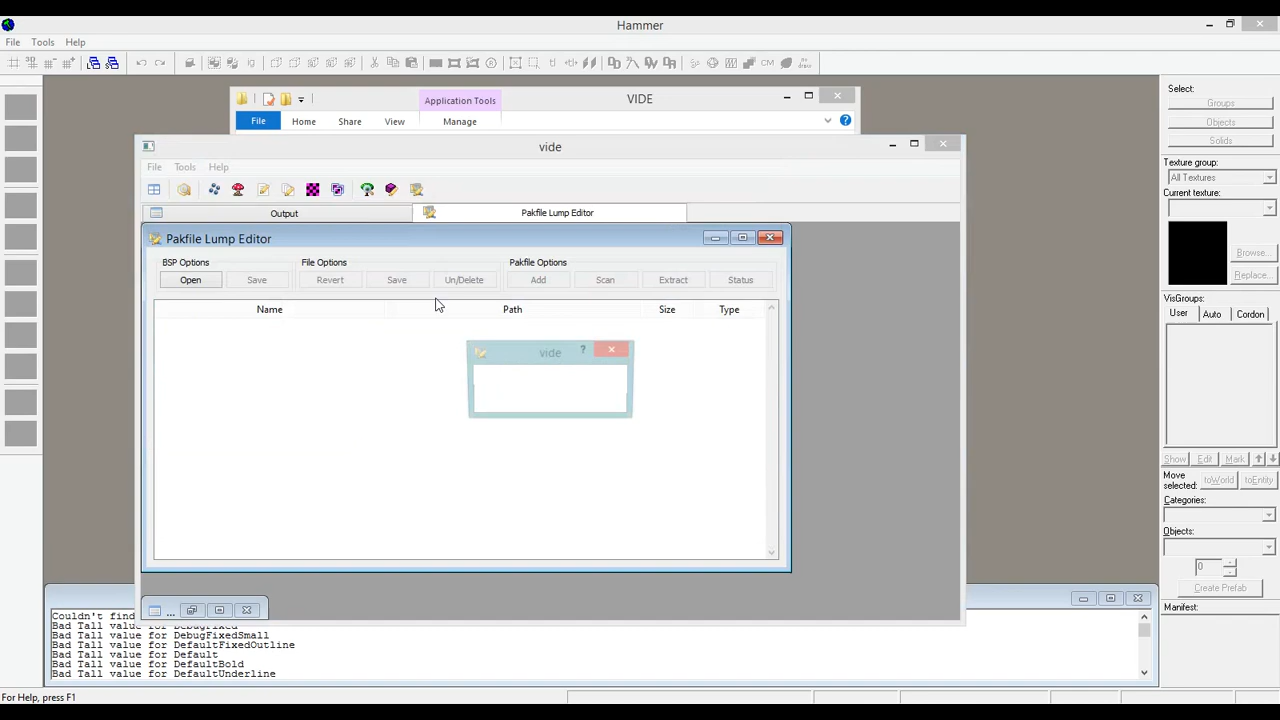 Hammer
File Tools Help
CM
Application Tools
VIDE
File Home Share View Manage
vide
File Tools Help
Output
Pakfile Lump Editor
Pakfile Lump Editor
BSP Options File Options Pakfile Options
Open Save Revert Save Un/Delete Add Scan Extract Status
Name Path Size Type
vide
...
Couldn't find
Bad Tall value for DebugFixed
Bad Tall value for DebugFixedSmall
Bad Tall value for DefaultFixedOutline
Bad Tall value for Default
Bad Tall value for DefaultBold
Bad Tall value for DefaultUnderline
For Help, press F1
Select:
Groups
Objects
Solids
Texture group:
All Textures
Current texture:
Browse...
Replace...
VisGroups:
User Auto Cordon
Show Edit Mark
Move
selected: toWorld toEntity
Categories:
Objects:
0
Create Prefab
Manifest: